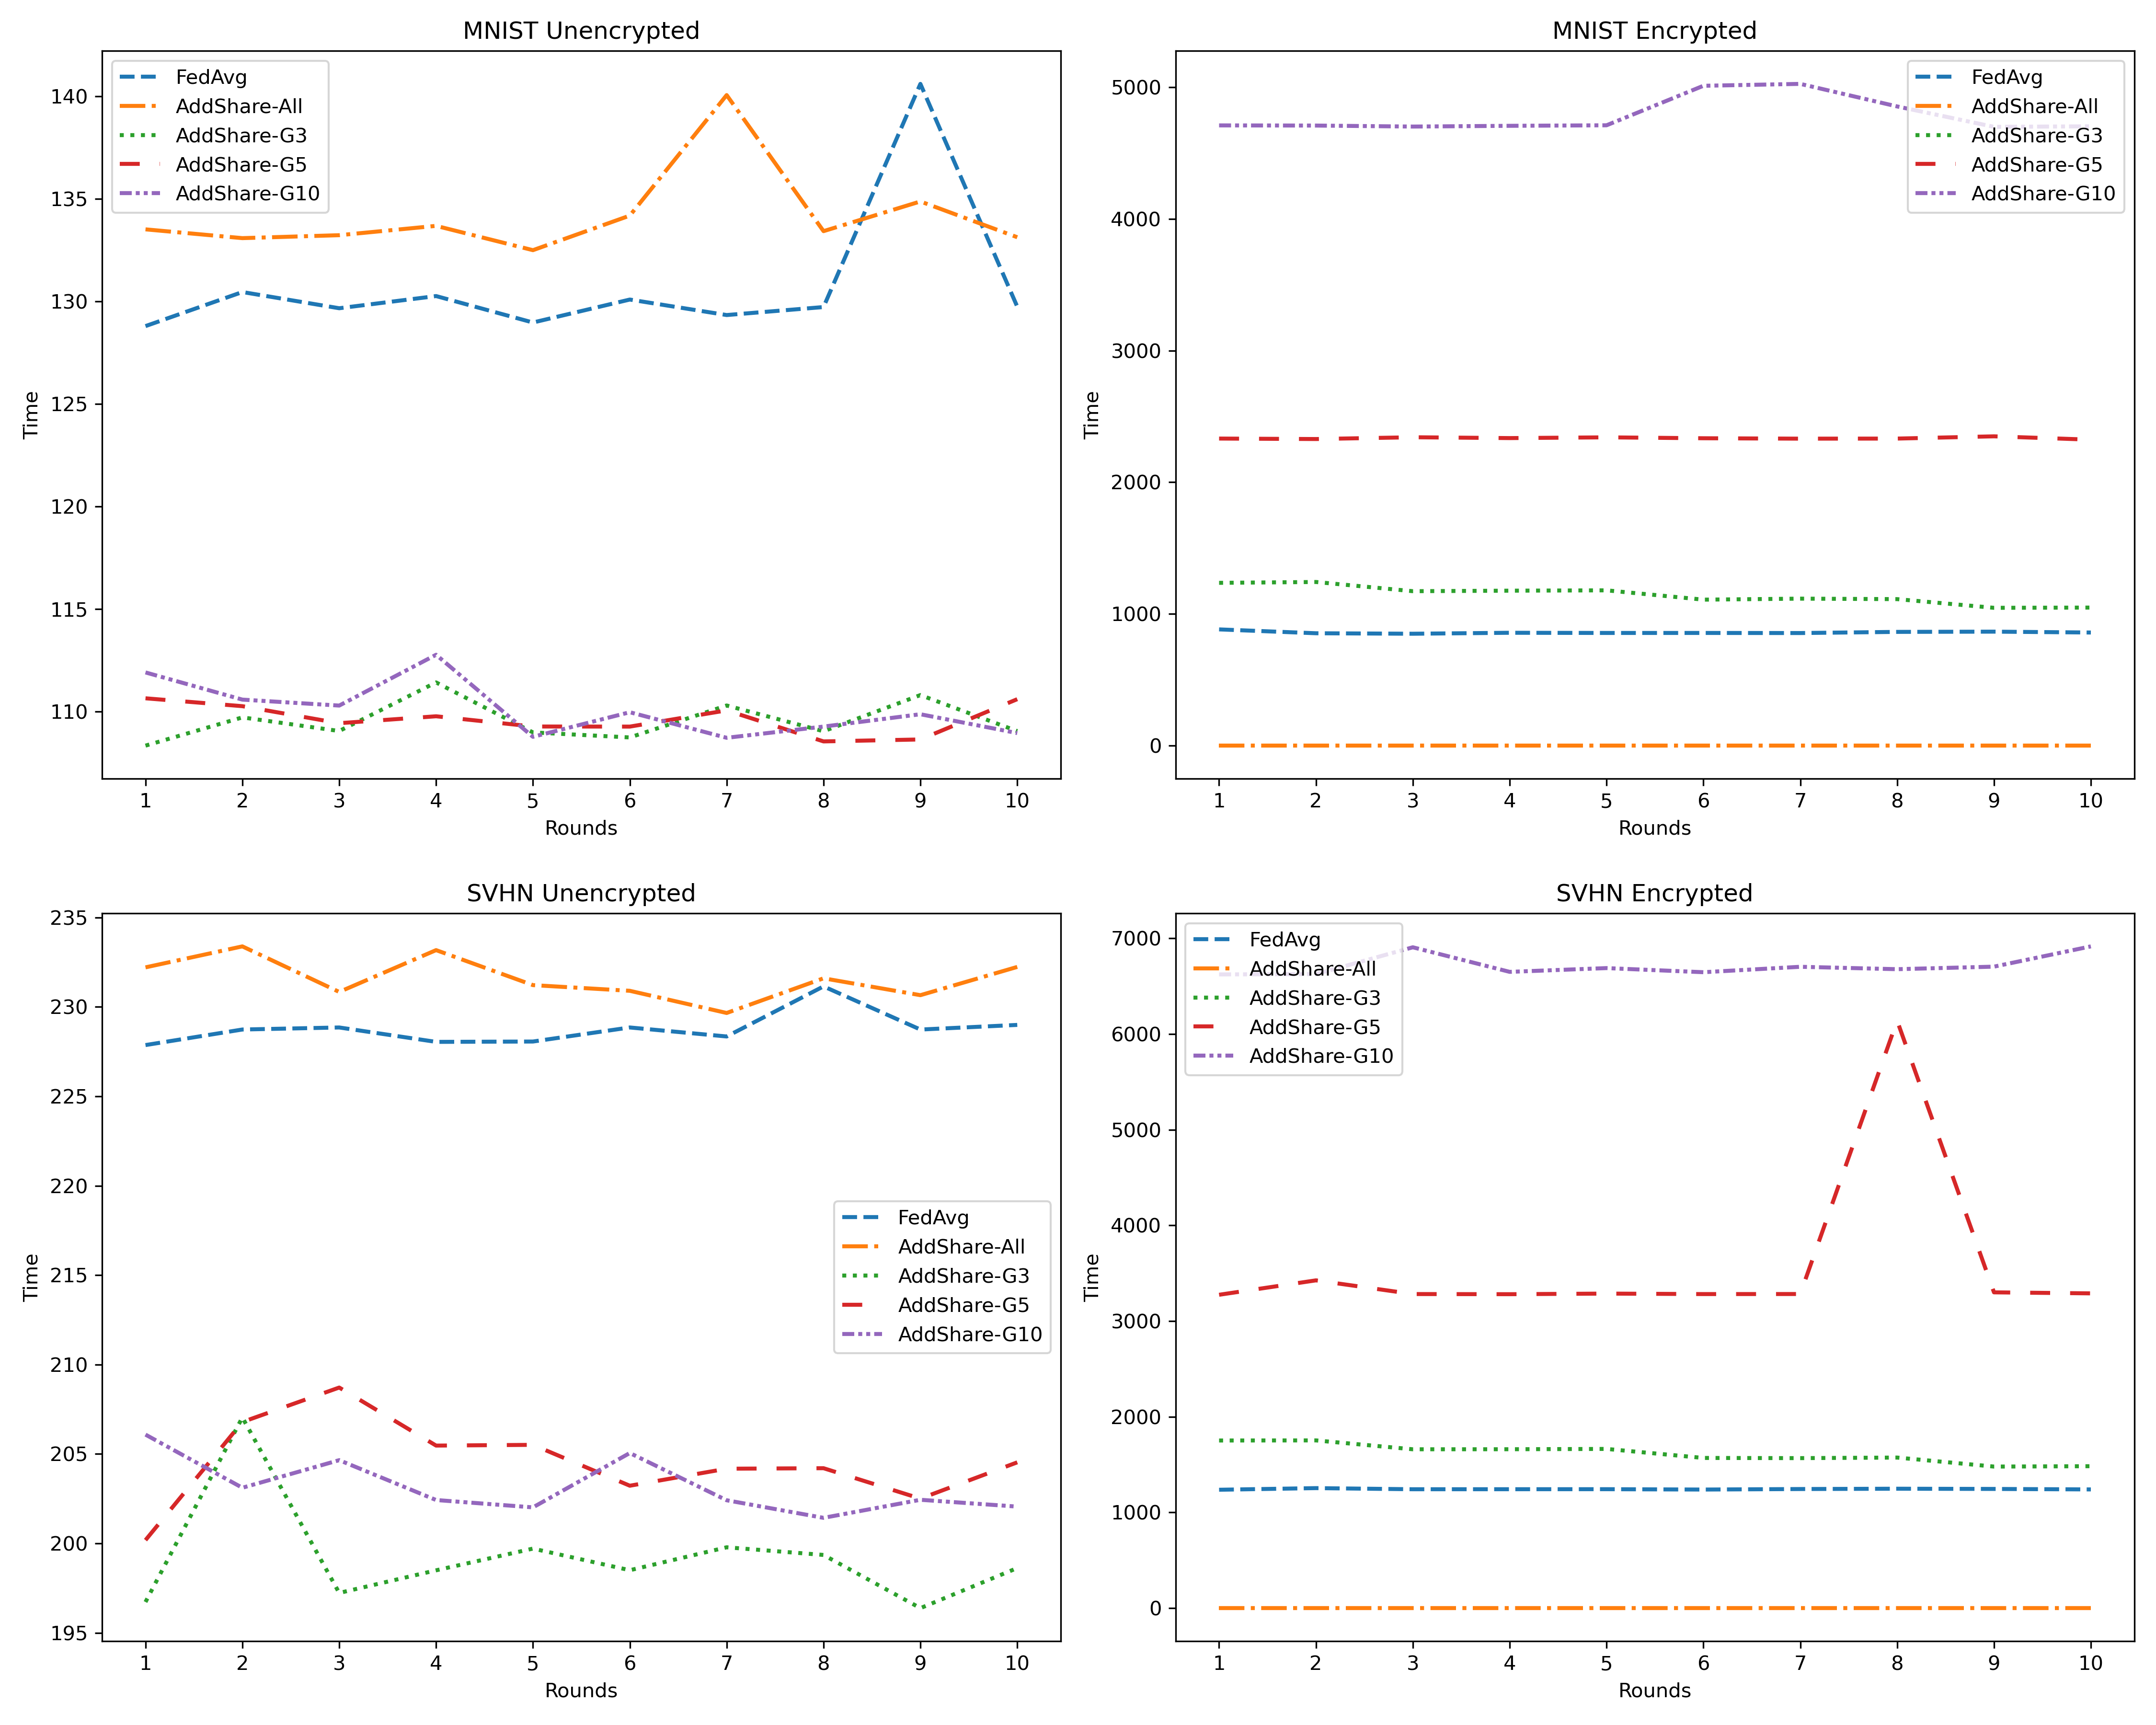 MNIST Unencrypted
FedAvg
AddShare-All
AddShare-G3
AddShare-G5
AddShare-G10
140
135
130
125
120
115
110
Time
1 2 3 4 5 6 7 8 9 10
Rounds
MNIST Encrypted
FedAvg
AddShare-All
AddShare-G3
AddShare-G5
AddShare-G10
5000
4000
3000
2000
1000
0
Time
1 2 3 4 5 6 7 8 9 10
Rounds
SVHN Unencrypted
235
230
225
220
215
210
205
200
195
Time
FedAvg
AddShare-All
AddShare-G3
AddShare-G5
AddShare-G10
1 2 3 4 5 6 7 8 9 10
Rounds
SVHN Encrypted
FedAvg
AddShare-All
AddShare-G3
AddShare-G5
AddShare-G10
7000
6000
5000
4000
3000
2000
1000
0
Time
1 2 3 4 5 6 7 8 9 10
Rounds